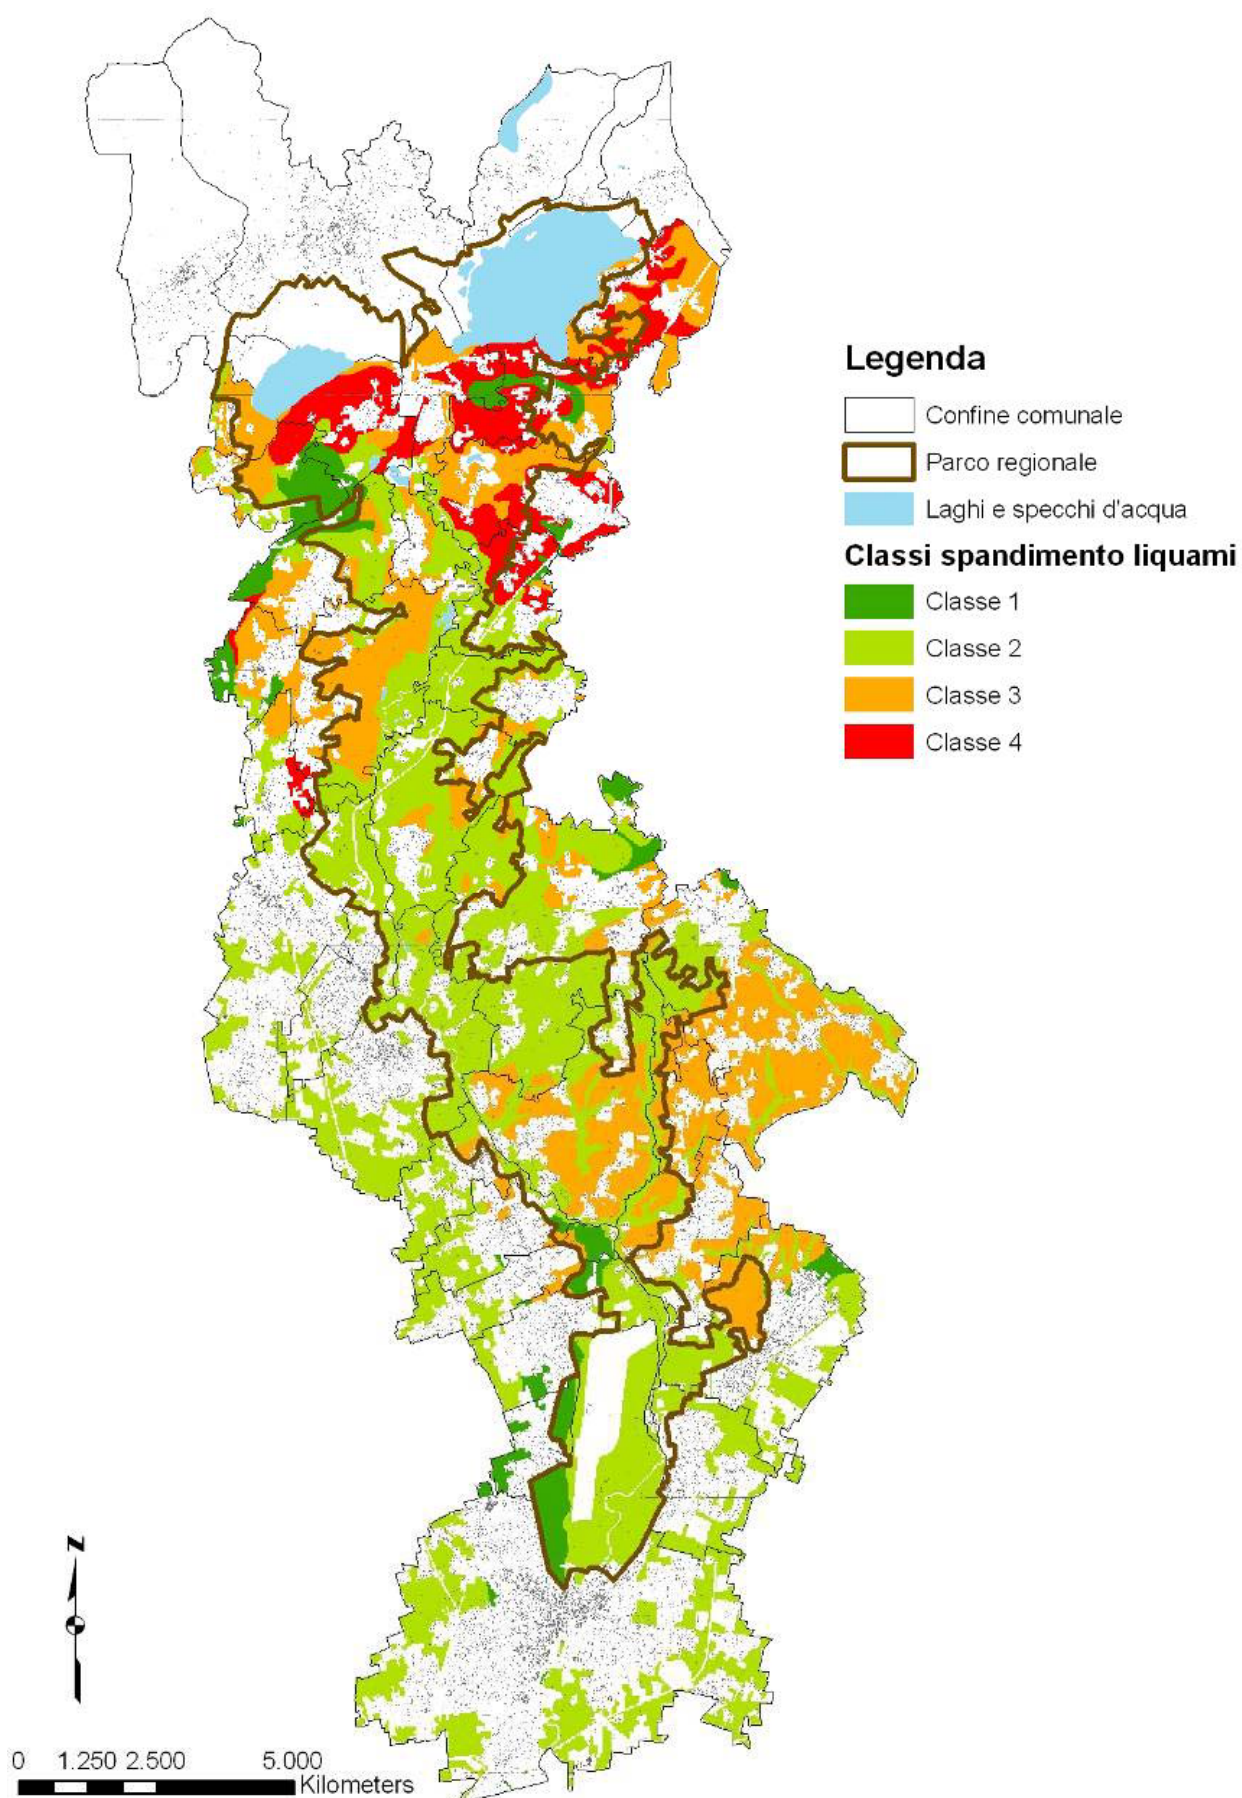 Legenda
Confine comunale
Parco regionale
Laghi e specchi d'acqua
Classi spandimento liquami
Classe 1
Classe 2
Classe 3
Classe 4
N
0 1.250 2.500 5.000
Kilometers